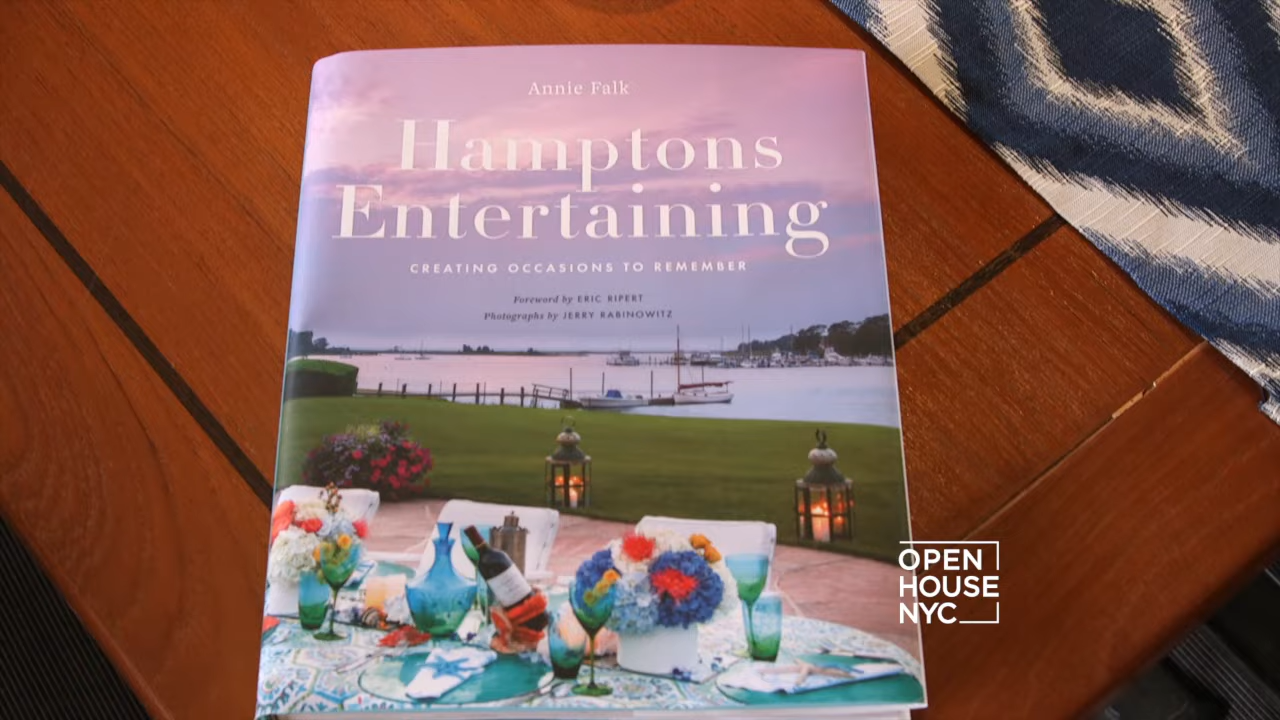 Annie Falk
Hamptons
Entertaining
CREATING OCCASIONS TO REMEMBER
Foreword by ERIC RIPERT
Photographs by JERRY RABINOWITZ
OPEN
HOUSE
NYC